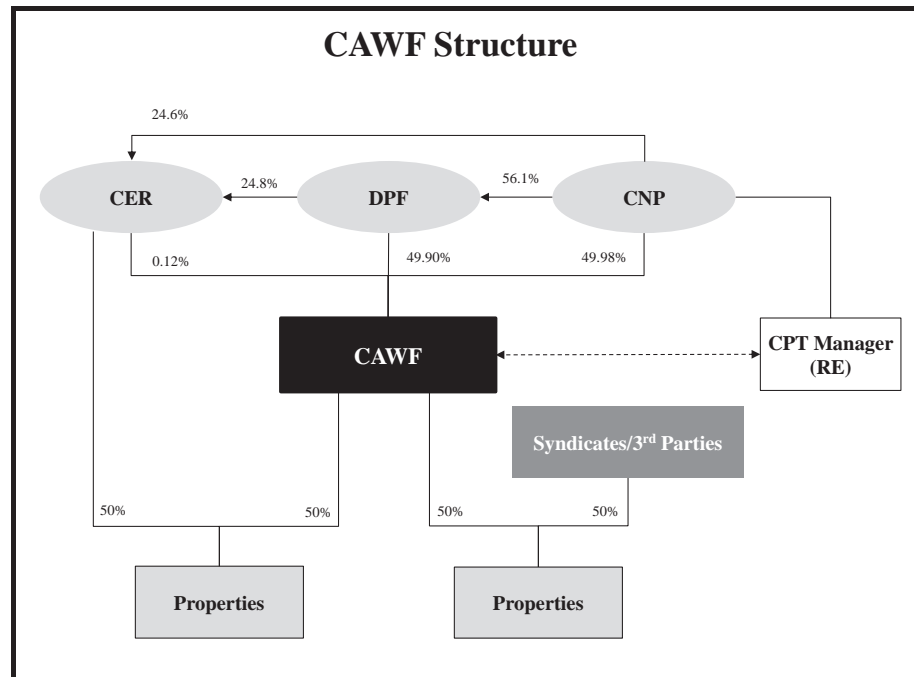 CAWF Structure
24.6%
CER
24.8%
DPF
56.1%
CNP
0.12%
49.90%
49.98%
CAWF
CPT Manager
(RE)
Syndicates/3rd Parties
50%
50%
50%
50%
Properties
Properties